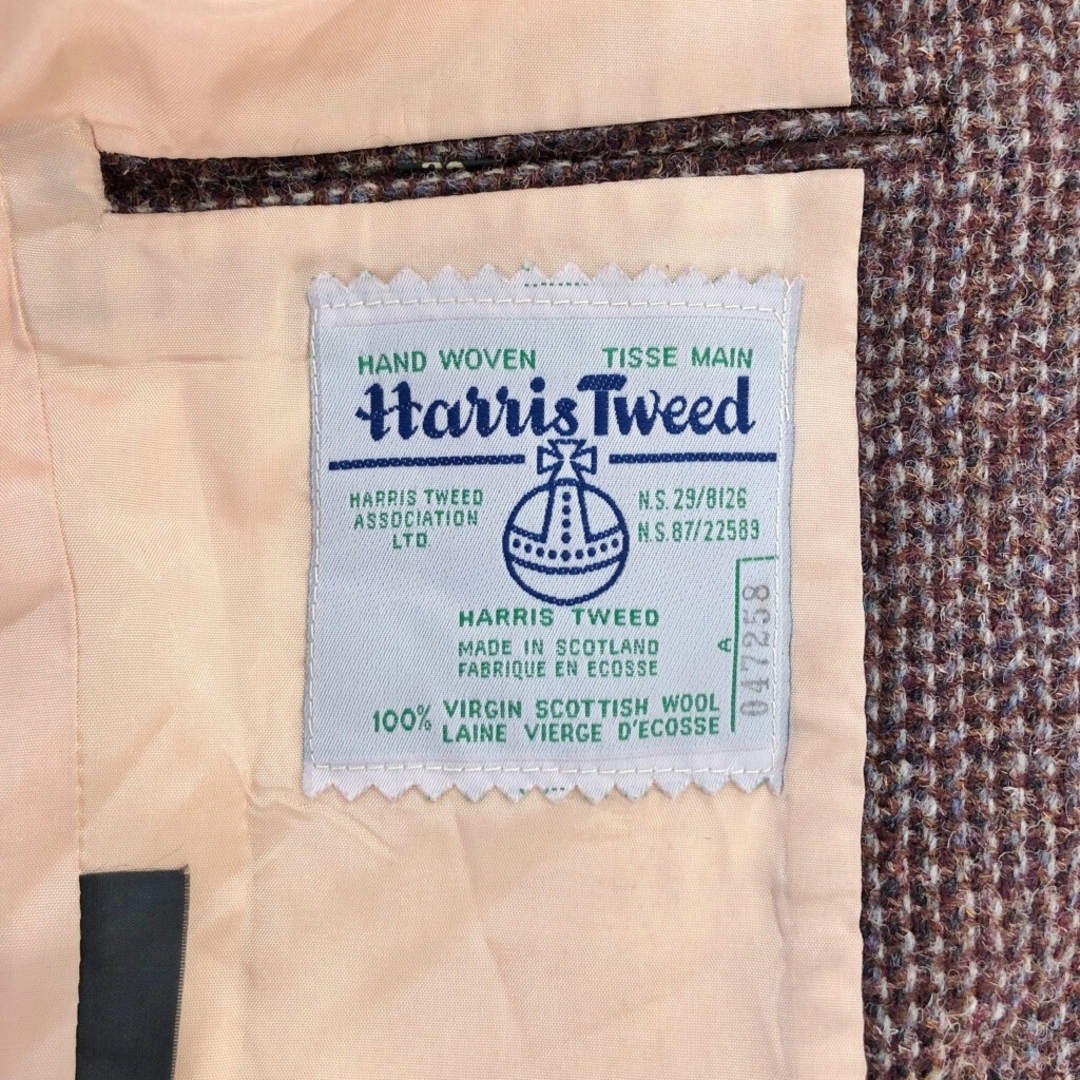 HAND WOVEN TISSE MAIN
Harris Tweed
HARRIS TWEED
ASSOCIATION
LTD.
N.S. 29/8126
N.S. 87/22589
HARRIS TWEED
MADE IN SCOTLAND
FABRIQUE EN ECOSSE
100% VIRGIN SCOTTISH WOOL
LAINE VIERGE D'ECOSSE
A
047258